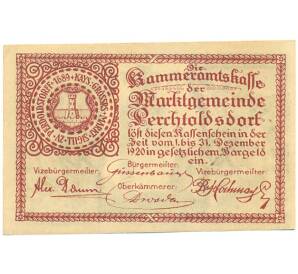 Die
Kammeramtskasse
der
Marktgemeinde
Perchtoldsdorf
löst diesen Kassenschein in der
Zeit vom 1. bis 31. Dezember
1920 in gesetzlichem Bargeld
ein.
Bürgermeister:
Vizebürgermeister:
Vizebürgermeister:
Oberkämmerer: